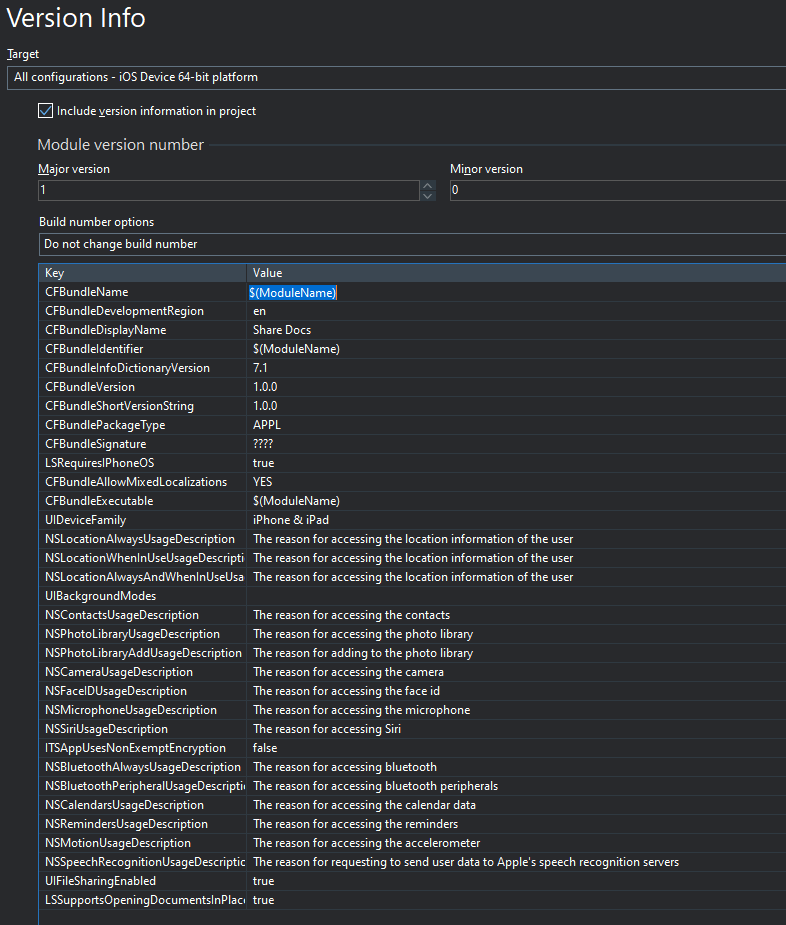 Version Info
Target
All configurations - iOS Device 64-bit platform
Include version information in project
Module version number
Major version Minor version
1 0
Build number options
Do not change build number
Key Value
CFBundleName $(ModuleName)
CFBundleDevelopmentRegion en
CFBundleDisplayName Share Docs
CFBundleIdentifier $(ModuleName)
CFBundleInfoDictionaryVersion 7.1
CFBundleVersion 1.0.0
CFBundleShortVersionString 1.0.0
CFBundlePackageType APPL
CFBundleSignature ????
LSRequiresIPhoneOS true
CFBundleAllowMixedLocalizations YES
CFBundleExecutable $(ModuleName)
UIDeviceFamily iPhone & iPad
NSLocationAlwaysUsageDescription The reason for accessing the location information of the user
NSLocationWhenInUseUsageDescripti The reason for accessing the location information of the user
NSLocationAlwaysAndWhenInUseUsa The reason for accessing the location information of the user
UIBackgroundModes
NSContactsUsageDescription The reason for accessing the contacts
NSPhotoLibraryUsageDescription The reason for accessing the photo library
NSPhotoLibraryAddUsageDescription The reason for adding to the photo library
NSCameraUsageDescription The reason for accessing the camera
NSFaceIDUsageDescription The reason for accessing the face id
NSMicrophoneUsageDescription The reason for accessing the microphone
NSSiriUsageDescription The reason for accessing Siri
ITSAppUsesNonExemptEncryption false
NSBluetoothAlwaysUsageDescription The reason for accessing bluetooth
NSBluetoothPeripheralUsageDescripti The reason for accessing bluetooth peripherals
NSCalendarsUsageDescription The reason for accessing the calendar data
NSRemindersUsageDescription The reason for accessing the reminders
NSMotionUsageDescription The reason for accessing the accelerometer
NSSpeechRecognitionUsageDescriptic The reason for requesting to send user data to Apple's speech recognition servers
UIFileSharingEnabled true
LSSupportsOpeningDocumentsInPlac true